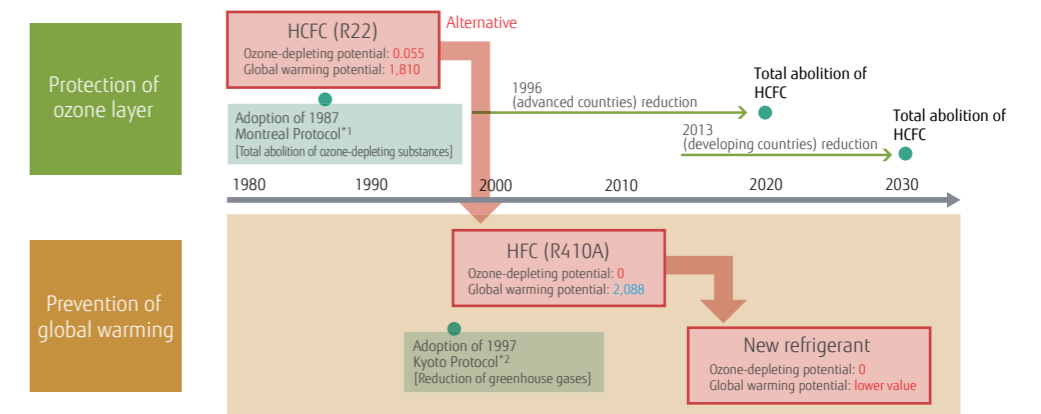 Protection of
ozone layer
HCFC (R22)
Ozone-depleting potential: 0.055
Global warming potential: 1,810
Alternative
Adoption of 1987
Montreal Protocol*1
[Total abolition of ozone-depleting substances]
1996
(advanced countries) reduction
Total abolition of
HCFC
2013
(developing countries) reduction
Total abolition of
HCFC
1980
1990
2000
2010
2020
2030
Prevention of
global warming
HFC (R410A)
Ozone-depleting potential: 0
Global warming potential: 2,088
Adoption of 1997
Kyoto Protocol*2
[Reduction of greenhouse gases]
New refrigerant
Ozone-depleting potential: 0
Global warming potential: lower value